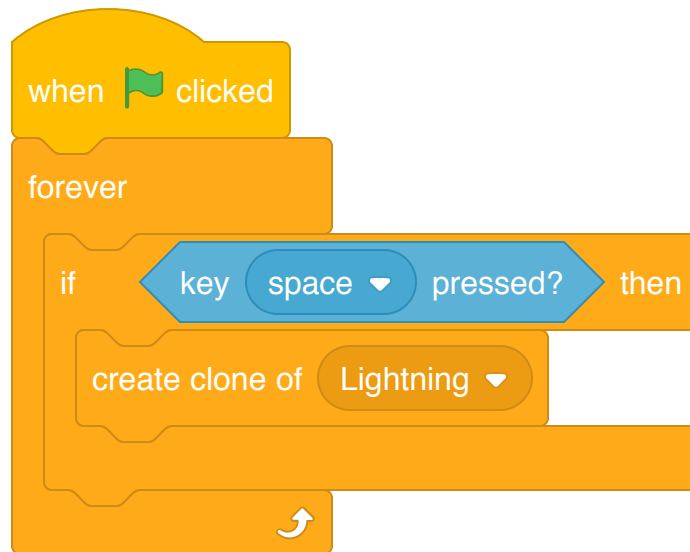 when clicked
forever
if key space pressed? then
create clone of Lightning